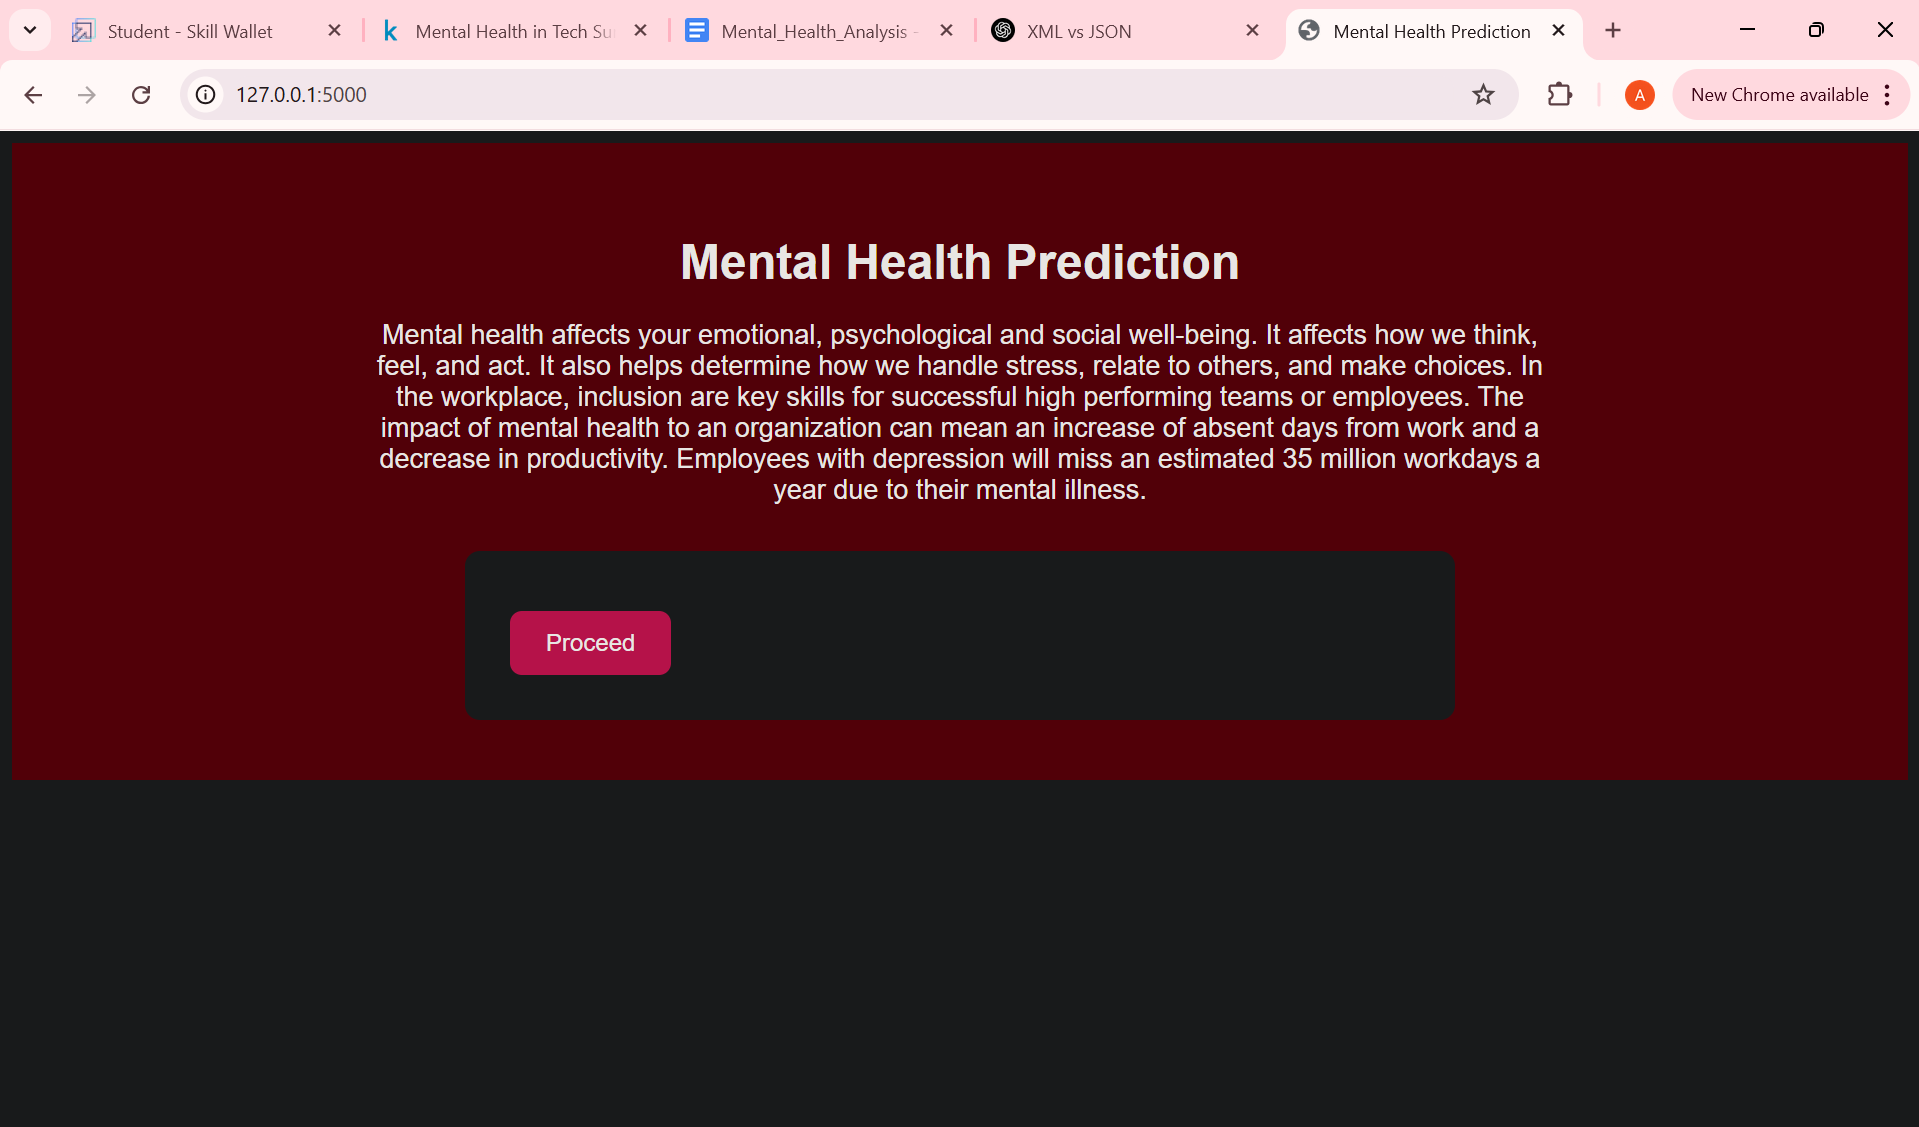 Student - Skill Wallet
Mental Health in Tech Su
Mental_Health_Analysis -
XML vs JSON
Mental Health Prediction
127.0.0.1:5000
A
New Chrome available
Mental Health Prediction
Mental health affects your emotional, psychological and social well-being. It affects how we think,
feel, and act. It also helps determine how we handle stress, relate to others, and make choices. In
the workplace, inclusion are key skills for successful high performing teams or employees. The
impact of mental health to an organization can mean an increase of absent days from work and a
decrease in productivity. Employees with depression will miss an estimated 35 million workdays a
year due to their mental illness.
Proceed